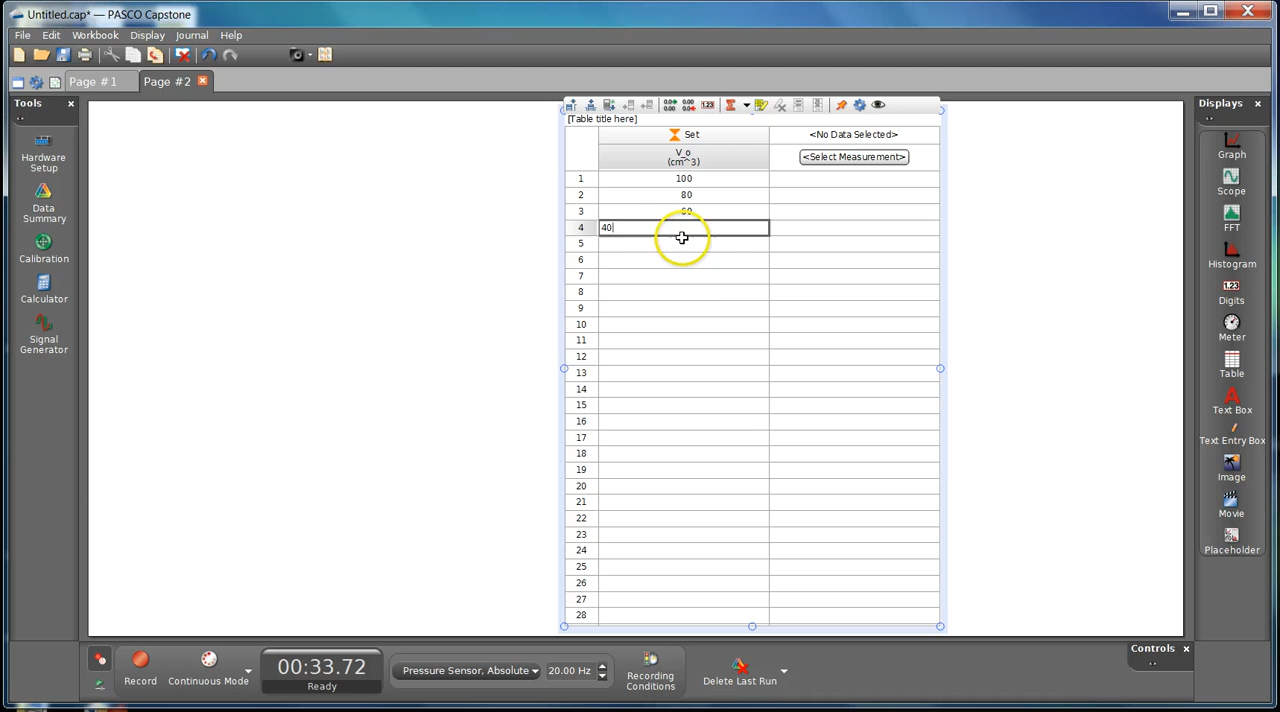 Untitled.cap* — PASCO Capstone
File Edit Workbook Display Journal Help
Page #1 Page #2
Tools
Hardware
Setup
Data
Summary
Calibration
Calculator
Signal
Generator
[Table title here]
Set <No Data Selected>
V_o
(cm^3)
<Select Measurement>
1 100
2 80
3 60
4 40
5
6
7
8
9
10
11
12
13
14
15
16
17
18
19
20
21
22
23
24
25
26
27
28
Displays
Graph
Scope
FFT
Histogram
1.23
Digits
Meter
Table
A
Text Box
Text Entry Box
Image
Movie
Placeholder
Record
Continuous Mode
00:33.72
Ready
Pressure Sensor, Absolute
20.00 Hz
Recording
Conditions
Delete Last Run
Controls